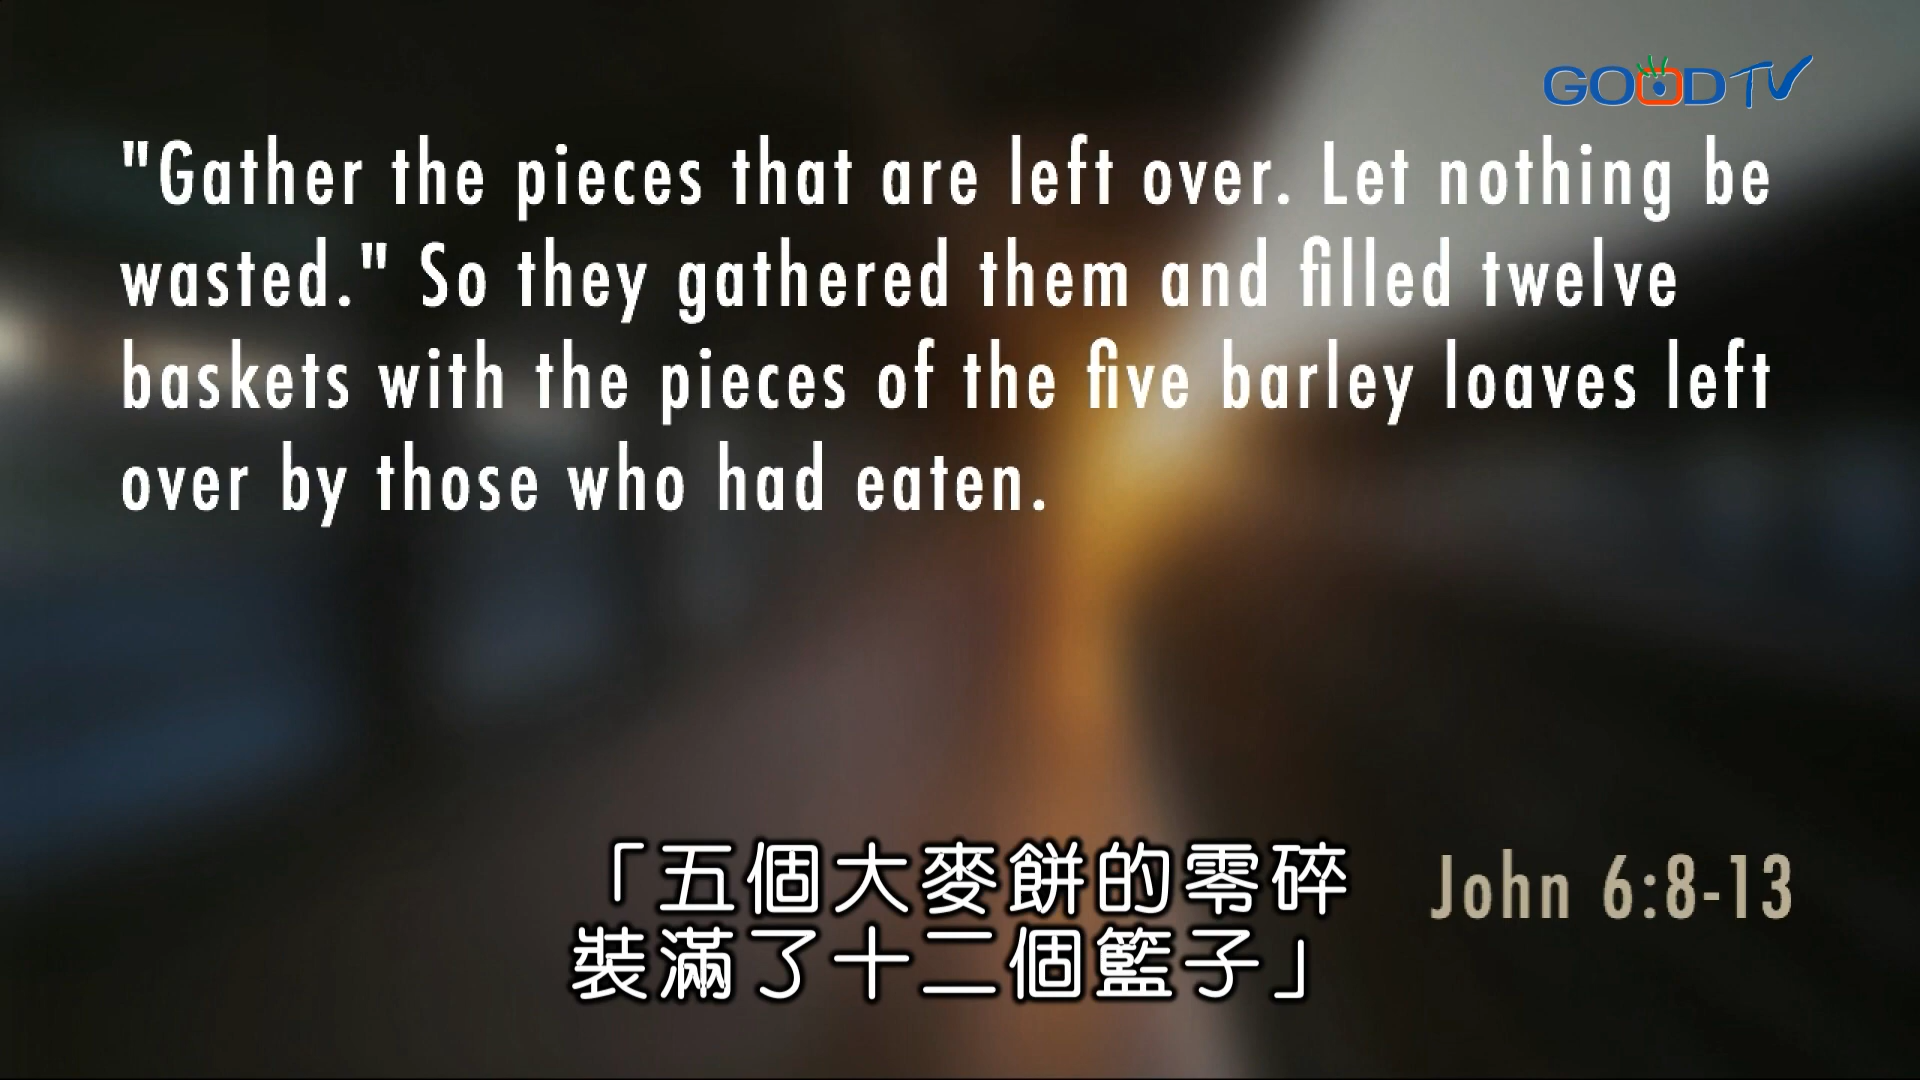 GOODTV
"Gather the pieces that are left over. Let nothing be
wasted." So they gathered them and filled twelve
baskets with the pieces of the five barley loaves left
over by those who had eaten.
「五個大麥餅的零碎
裝滿了十二個籃子」
John 6:8-13